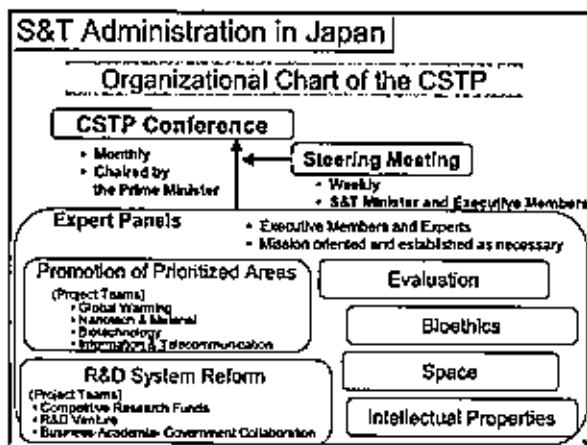 S&T Administration in Japan
Organizational Chart of the CSTP
CSTP Conference
• Monthly
• Chaired by
the Prime Minister
Steering Meeting
• Weekly
• S&T Minister and Executive Members
Expert Panels
• Executive Members and Experts
• Mission oriented and established as necessary
Promotion of Prioritized Areas
(Project Teams)
• Global Warming
• Nanotech & Material
• Biotechnology
• Information & Telecommunication
R&D System Reform
(Project Teams)
• Competitive Research Funds
• R&D Venture
• Business-Academia- Government Collaboration
Evaluation
Bioethics
Space
Intellectual Properties